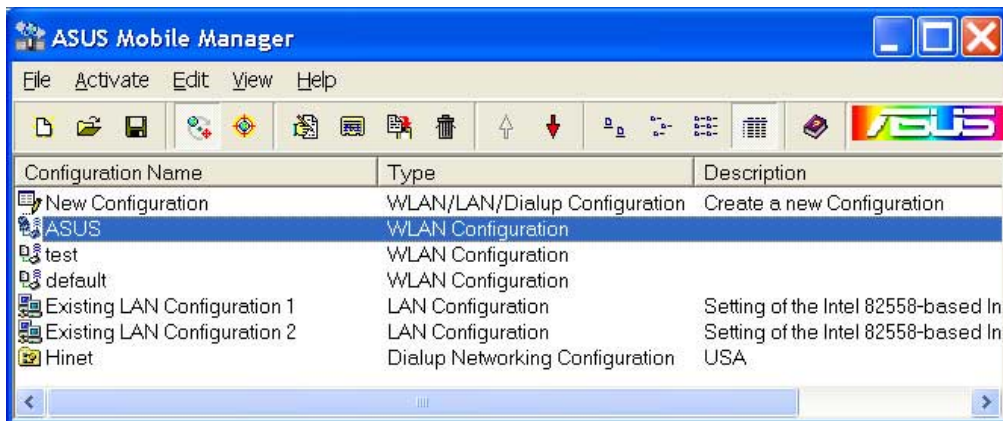 ASUS Mobile Manager
File Activate Edit View Help
ASUS
Configuration Name Type Description
New Configuration WLAN/LAN/Dialup Configuration Create a new Configuration
ASUS WLAN Configuration
test WLAN Configuration
default WLAN Configuration
Existing LAN Configuration 1 LAN Configuration Setting of the Intel 82558-based In
Existing LAN Configuration 2 LAN Configuration Setting of the Intel 82558-based In
Hinet Dialup Networking Configuration USA